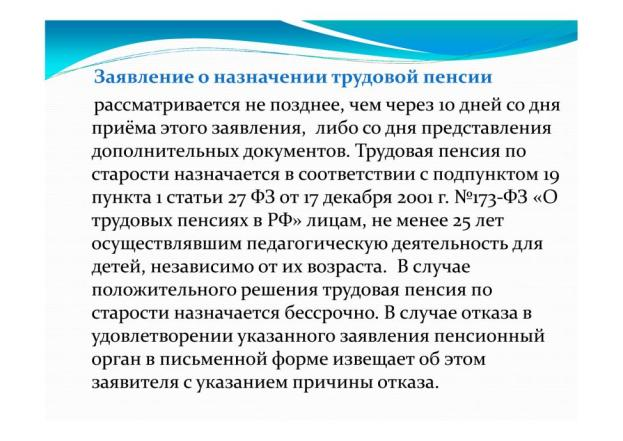 Заявление о назначении трудовой пенсии
рассматривается не позднее, чем через 10 дней со дня
приёма этого заявления, либо со дня представления
дополнительных документов. Трудовая пенсия по
старости назначается в соответствии с подпунктом 19
пункта 1 статьи 27 ФЗ от 17 декабря 2001 г. №173-ФЗ «О
трудовых пенсиях в РФ» лицам, не менее 25 лет
осуществлявшим педагогическую деятельность для
детей, независимо от их возраста. В случае
положительного решения трудовая пенсия по
старости назначается бессрочно. В случае отказа в
удовлетворении указанного заявления пенсионный
орган в письменной форме извещает об этом
заявителя с указанием причины отказа.